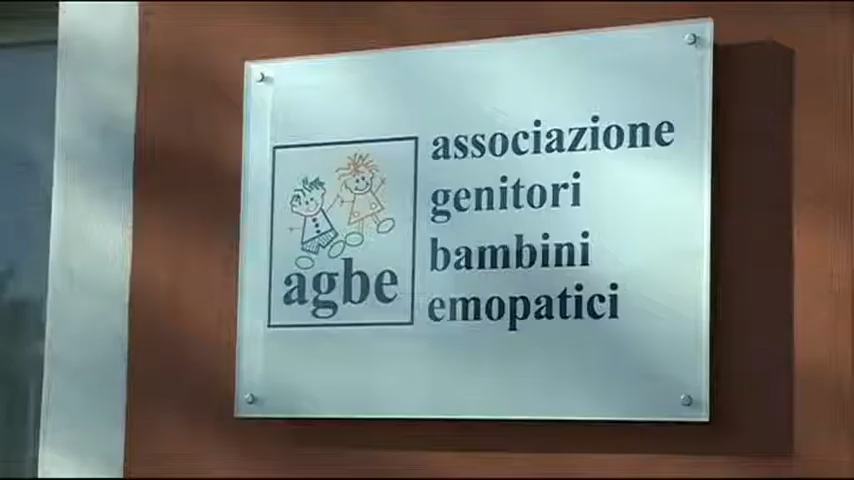 agbe
associazione
genitori
bambini
emopatici